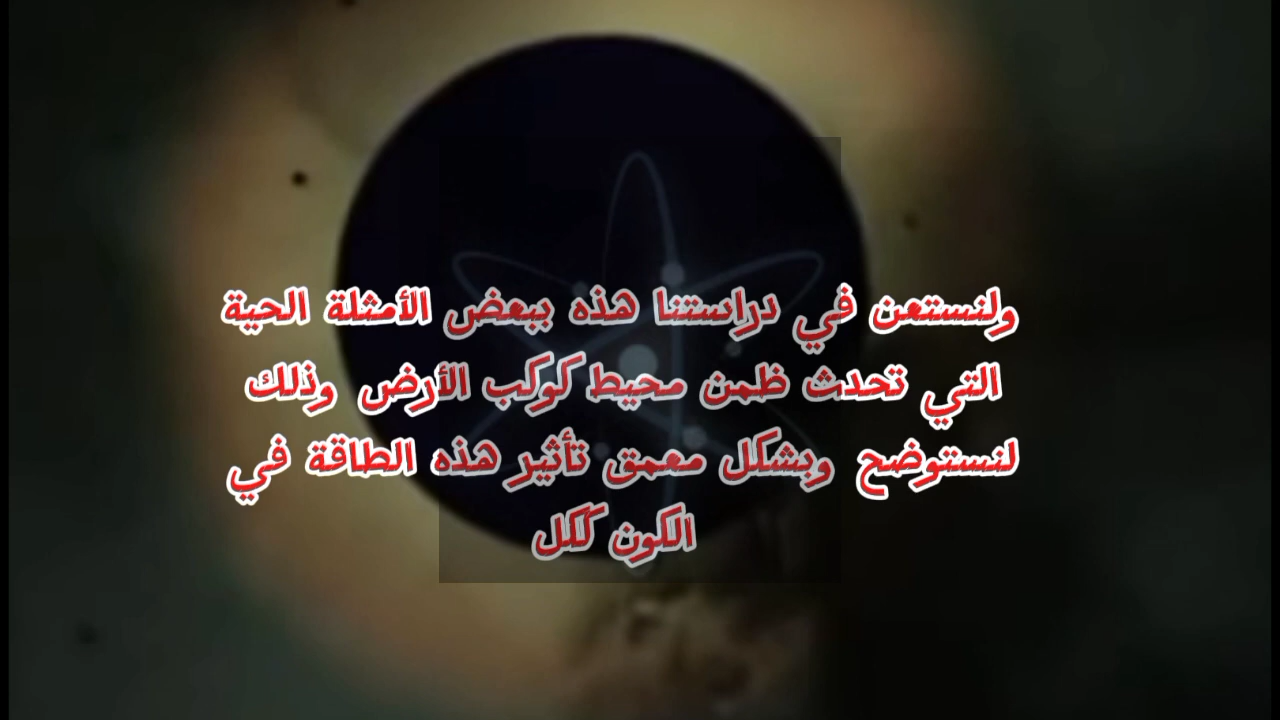 ولنستعن في دراستنا هذه ببعض الأمثلة الحية
التي تحدث ظمن محيط كوكب الأرض وذلك
لنستوضح وبشكل معمق تأثير هذه الطاقة في
الكون ككل